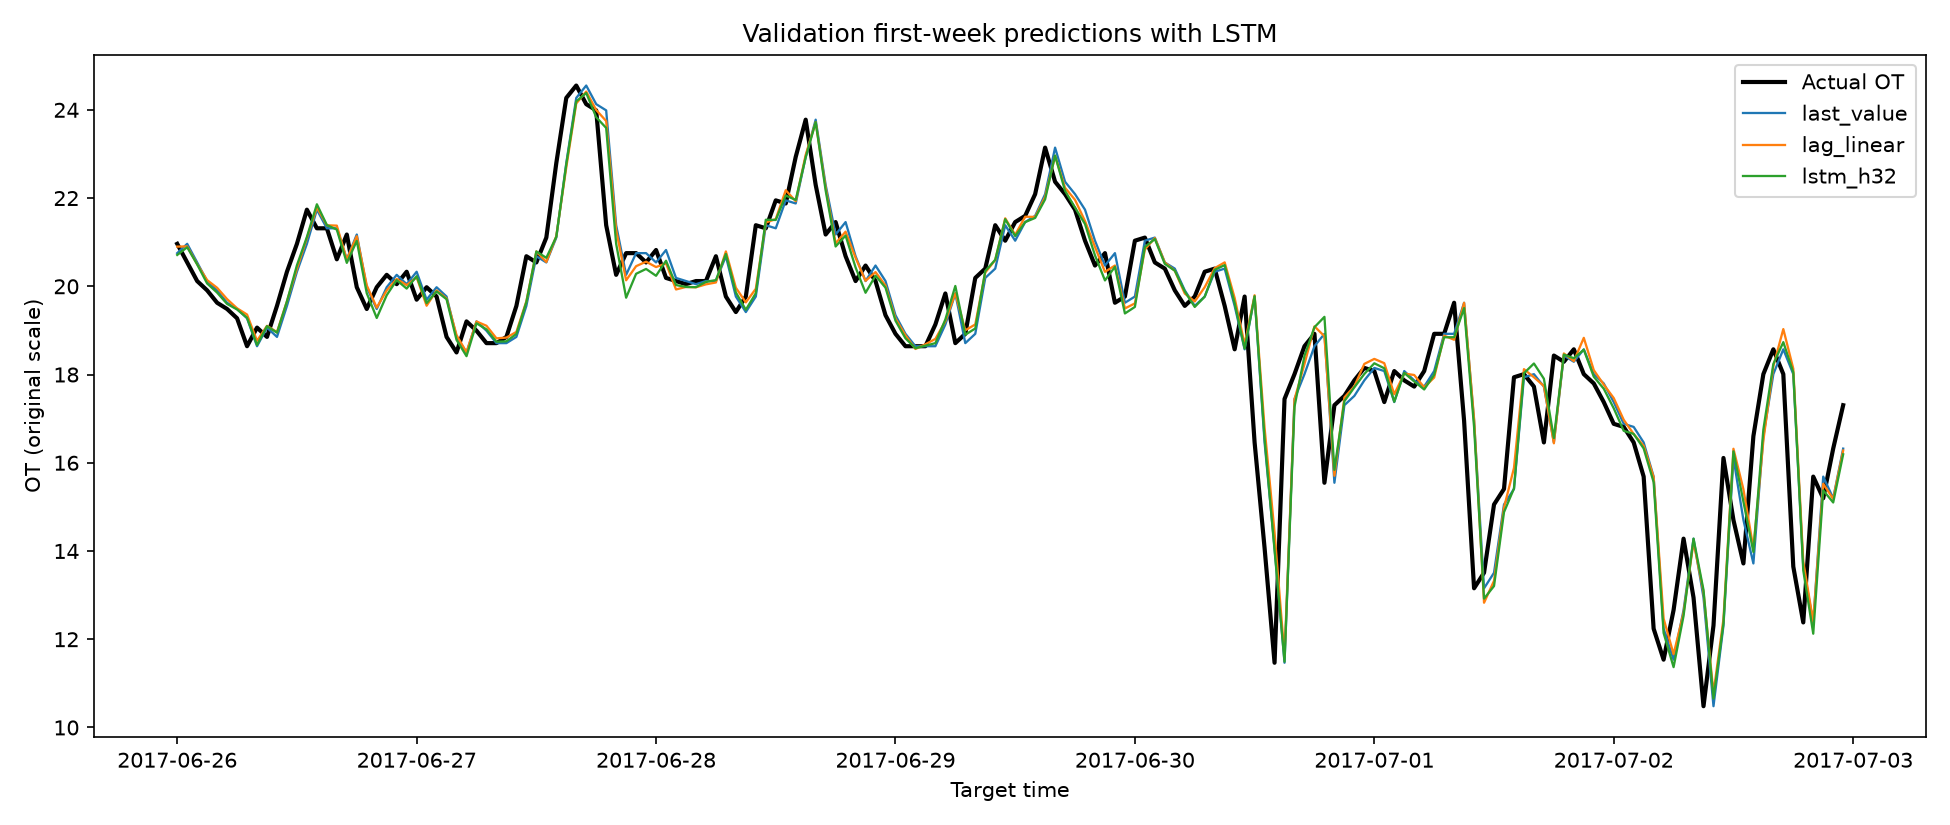 Validation first-week predictions with LSTM
Actual OT
last_value
lag_linear
lstm_h32
OT (original scale)
24
22
20
18
16
14
12
10
2017-06-26
2017-06-27
2017-06-28
2017-06-29
2017-06-30
2017-07-01
2017-07-02
2017-07-03
Target time